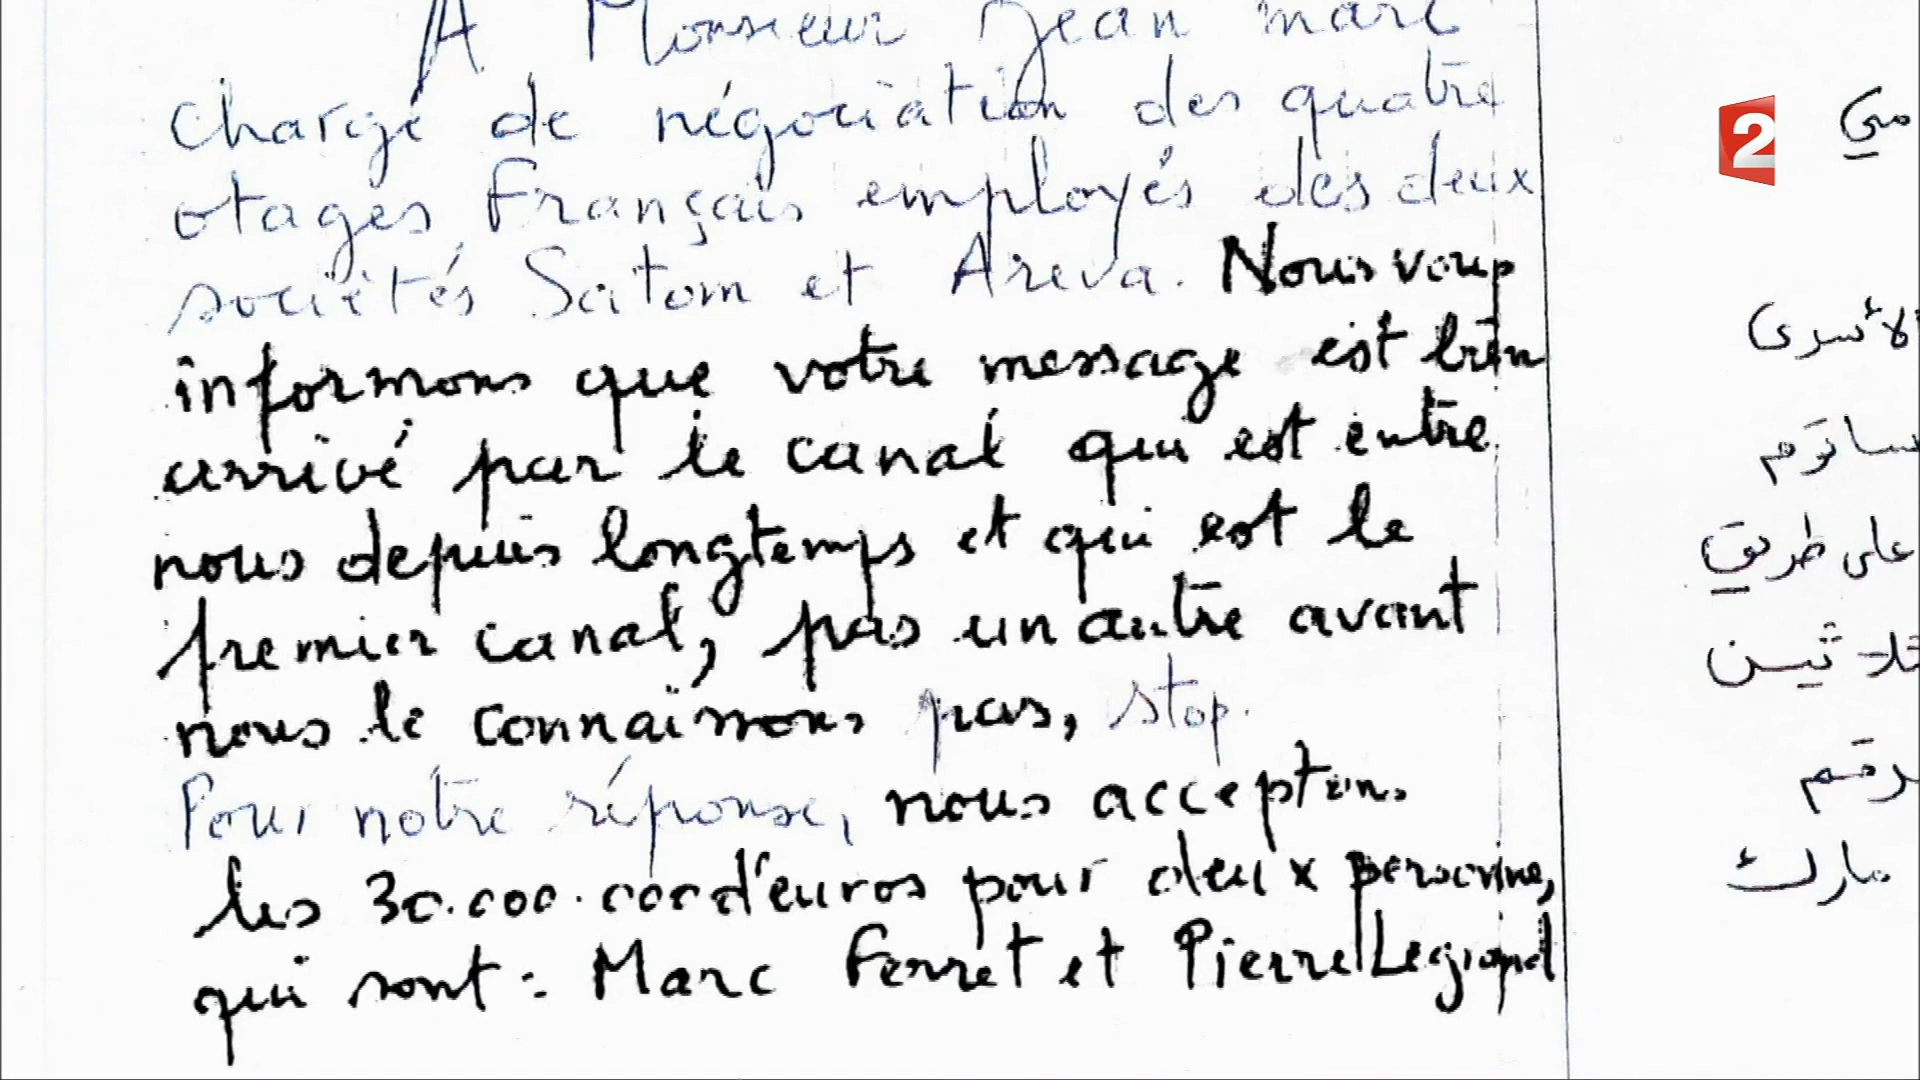 A Monsieur Jean Marc
chargé de négociation des quatre
otages Français employés des deux
sociétés Satom et Areva. Nous vous
informons que votre message est bien
arrivé par le canal qui est entre
nous depuis longtemps et qui est le
premier canal, pas un autre avant
nous le connaissons pas, stop.
Pour notre réponse, nous acceptons
les 30.000.000 d'euros pour deux personnes,
qui sont : Marc Ferret et Pierre Legrand
2
الأسرى
ساتوم
على طريق
ثلاثين
مارك